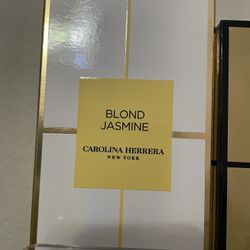 BLOND
JASMINE
CAROLINA HERRERA
NEW YORK